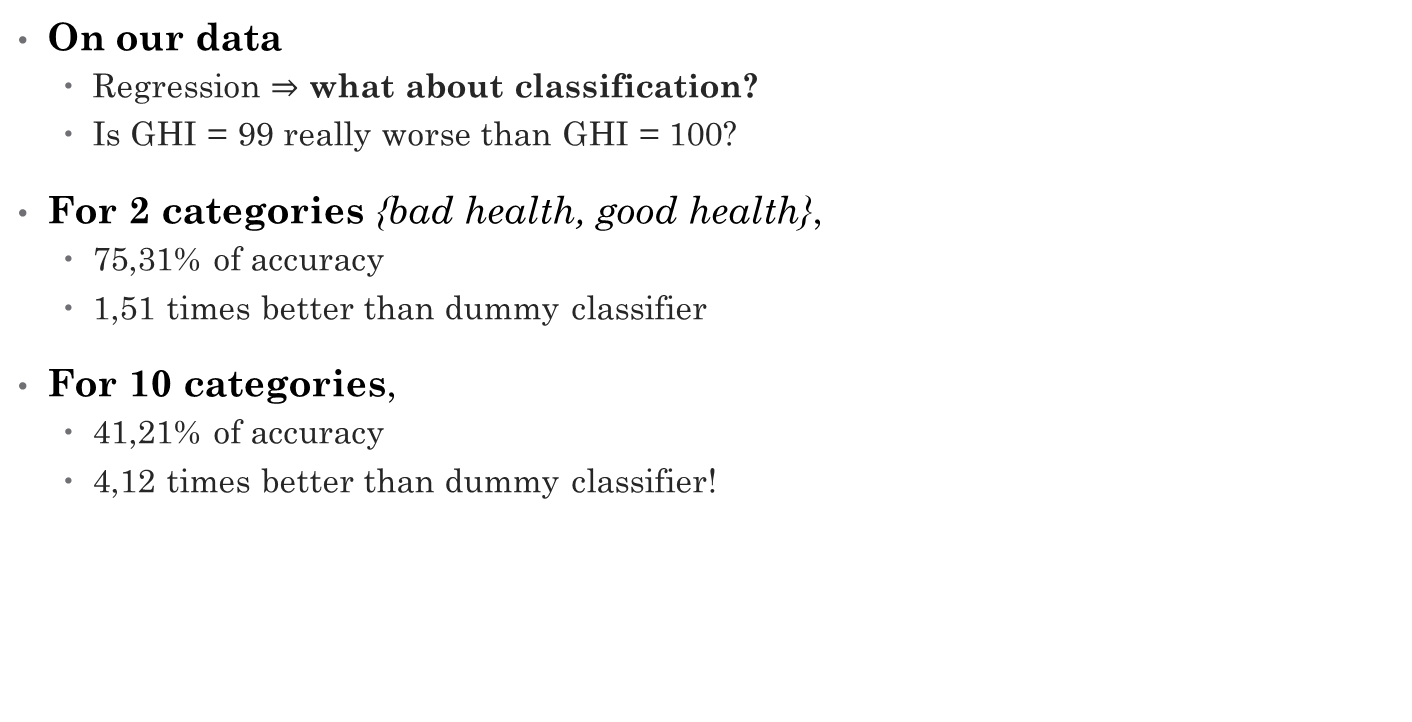 • On our data
• Regression ⇒ what about classification?
• Is GHI = 99 really worse than GHI = 100?
• For 2 categories {bad health, good health},
• 75,31% of accuracy
• 1,51 times better than dummy classifier
• For 10 categories,
• 41,21% of accuracy
• 4,12 times better than dummy classifier!